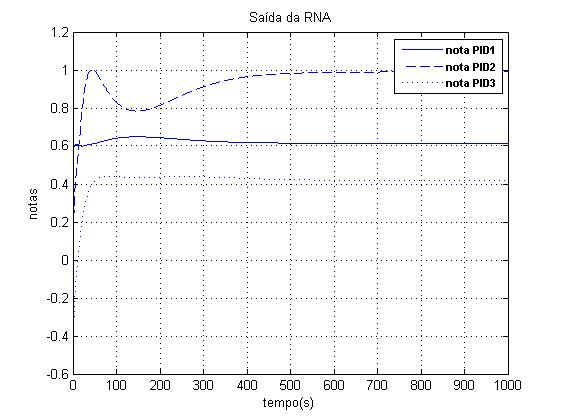 Saída da RNA
nota PID1
nota PID2
nota PID3
notas
1.2
1
0.8
0.6
0.4
0.2
0
-0.2
-0.4
-0.6
0 100 200 300 400 500 600 700 800 900 1000
tempo(s)